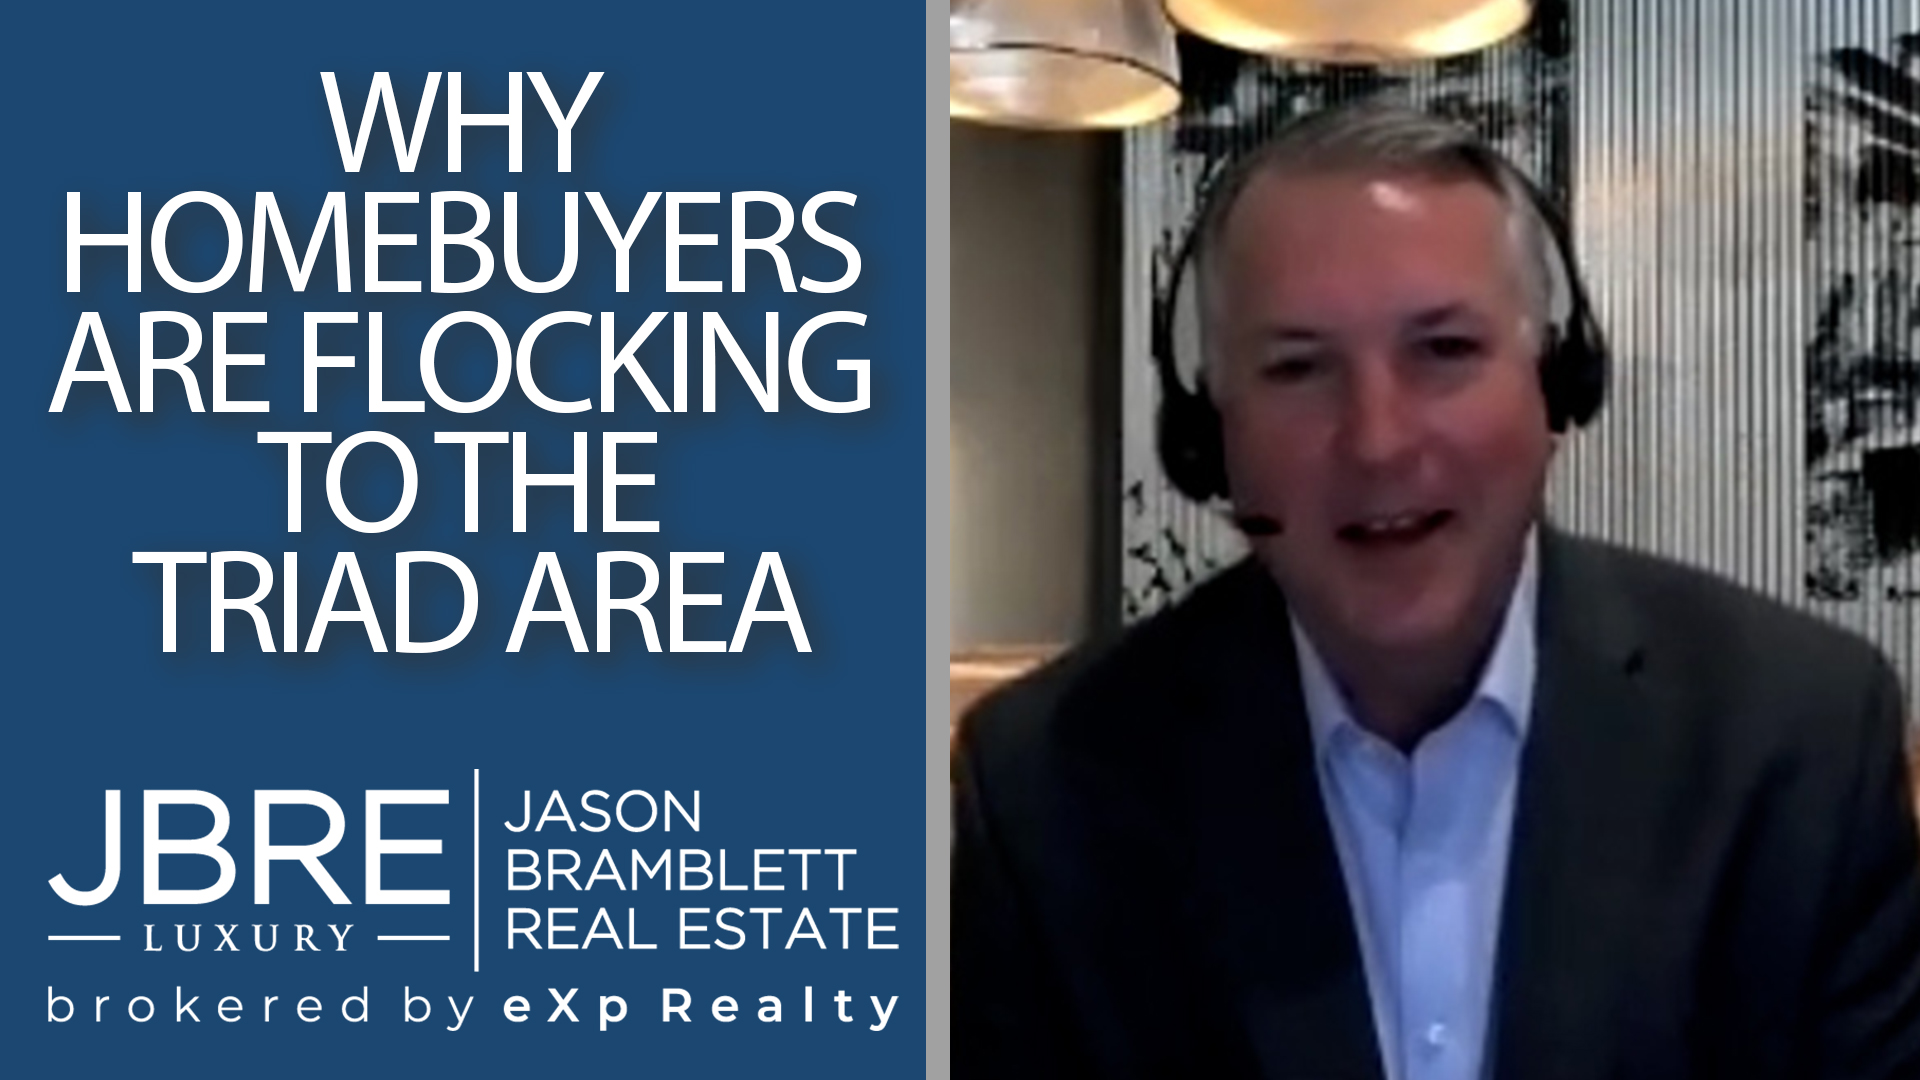 WHY
HOMEBUYERS
ARE FLOCKING
TO THE
TRIAD AREA
JBRE
LUXURY
JASON
BRAMBLETT
REAL ESTATE
brokered by eXp Realty